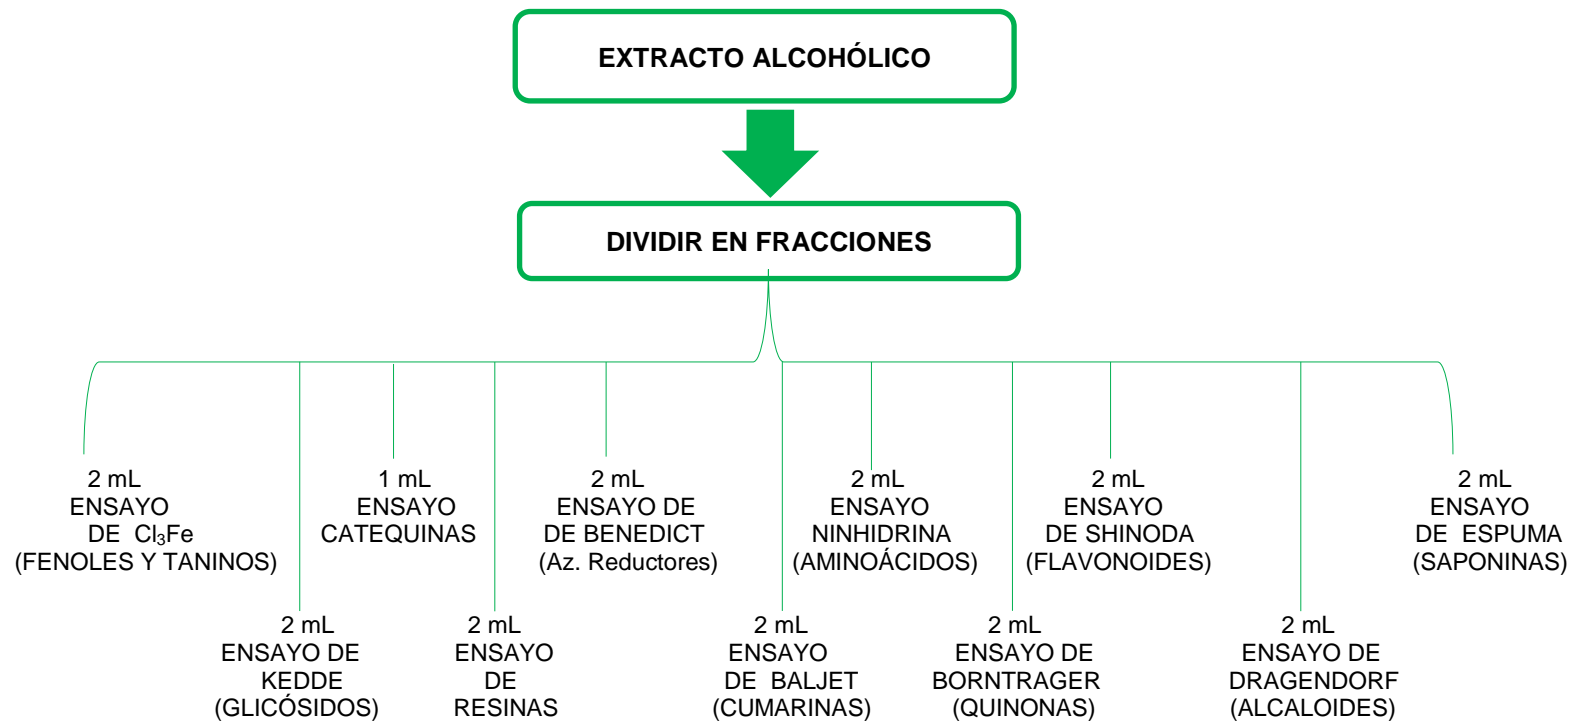 EXTRACTO ALCOHÓLICO
DIVIDIR EN FRACCIONES
2 mL
ENSAYO
DE Cl₃Fe
(FENOLES Y TANINOS)
1 mL
ENSAYO
CATEQUINAS
2 mL
ENSAYO DE
DE BENEDICT
(Az. Reductores)
2 mL
ENSAYO
NINHIDRINA
(AMINOÁCIDOS)
2 mL
ENSAYO
DE SHINODA
(FLAVONOIDES)
2 mL
ENSAYO
DE ESPUMA
(SAPONINAS)
2 mL
ENSAYO DE
KEDDE
(GLICÓSIDOS)
2 mL
ENSAYO
DE
RESINAS
2 mL
ENSAYO
DE BALJET
(CUMARINAS)
2 mL
ENSAYO DE
BORNTRAGER
(QUINONAS)
2 mL
ENSAYO DE
DRAGENDORF
(ALCALOIDES)